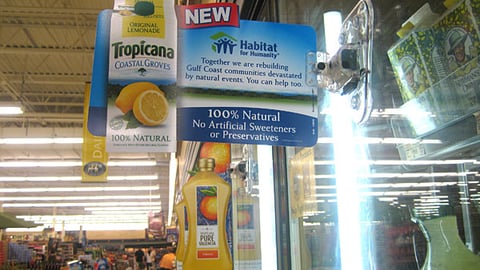 NEW
ORIGINAL
LEMONADE
Tropicana
COASTAL GROVES
100% NATURAL
Habitat
for Humanity
Together we are rebuilding
Gulf Coast communities devastated
by natural events. You can help too.
100% Natural
No Artificial Sweeteners
or Preservatives
PURE
VALENCIA